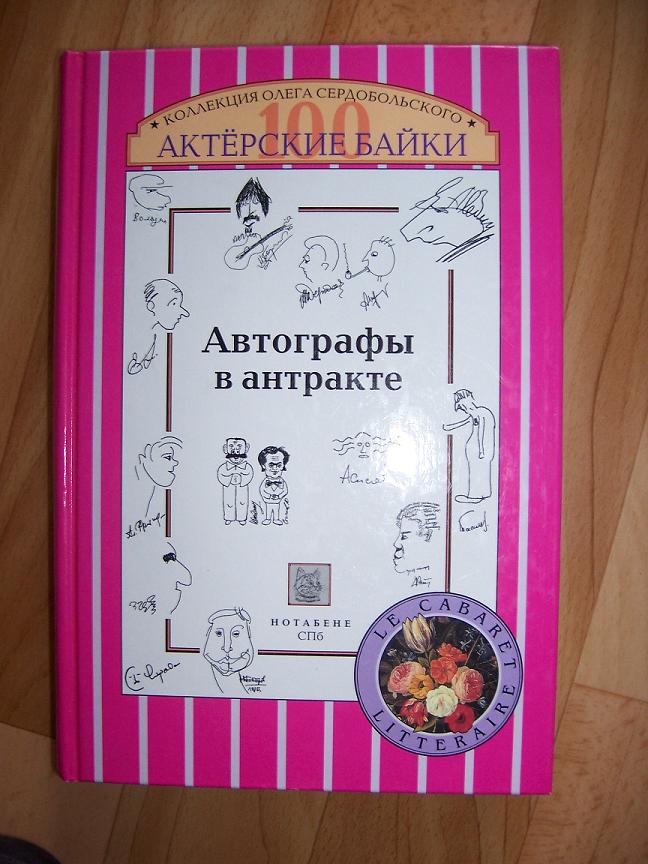 КОЛЛЕКЦИЯ ОЛЕГА СЕРДОБОЛЬСКОГО
100
АКТЁРСКИЕ БАЙКИ
Автографы
в антракте
НОТАБЕНЕ
СПб
LE CABARET
LITTERAIRE